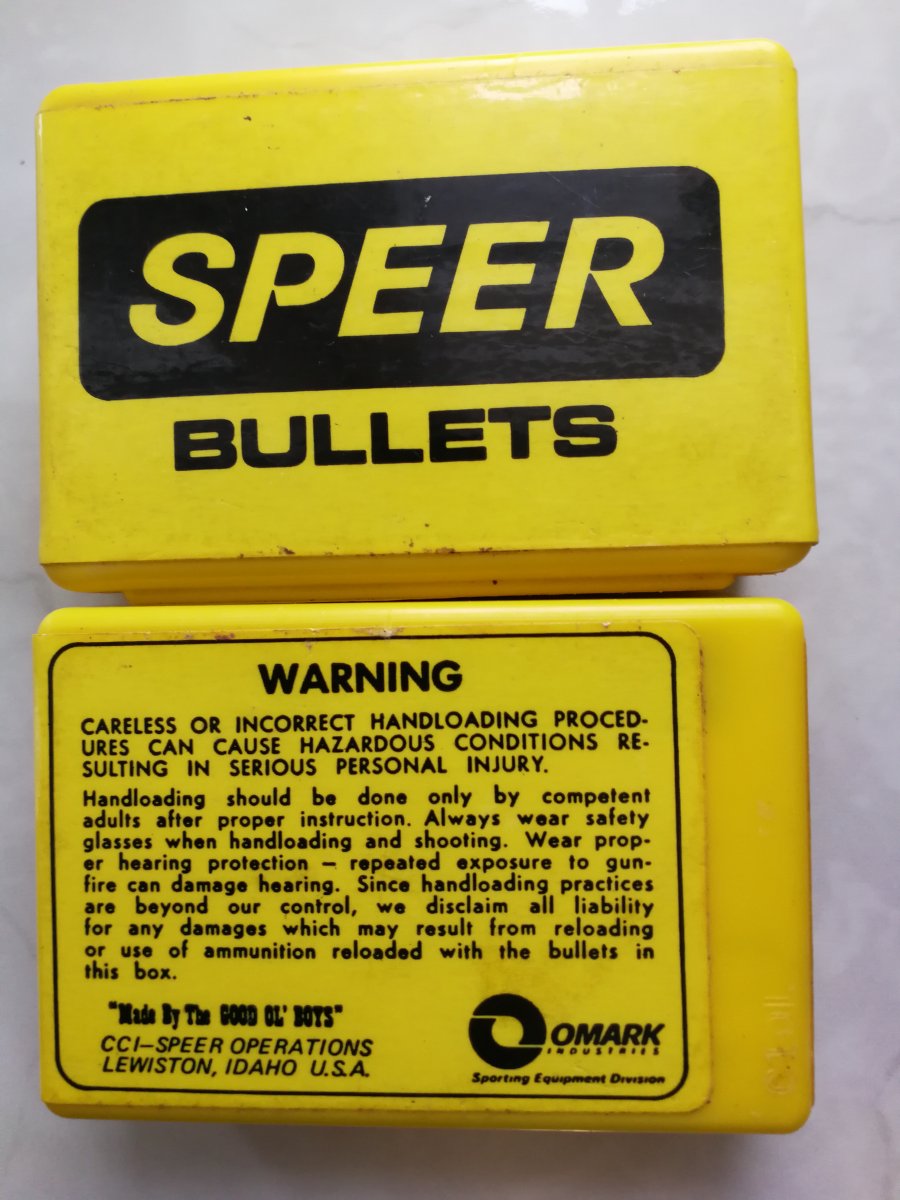 SPEER
BULLETS
WARNING
CARELESS OR INCORRECT HANDLOADING PROCED-
URES CAN CAUSE HAZARDOUS CONDITIONS RE-
SULTING IN SERIOUS PERSONAL INJURY.
Handloading should be done only by competent
adults after proper instruction. Always wear safety
glasses when handloading and shooting. Wear prop-
er hearing protection — repeated exposure to gun-
fire can damage hearing. Since handloading practices
are beyond our control, we disclaim all liability
for any damages which may result from reloading
or use of ammunition reloaded with the bullets in
this box.
"Made By The GOOD OL' BOYS"
CCI-SPEER OPERATIONS
LEWISTON, IDAHO U.S.A.
OMARK
INDUSTRIES
Sporting Equipment Division